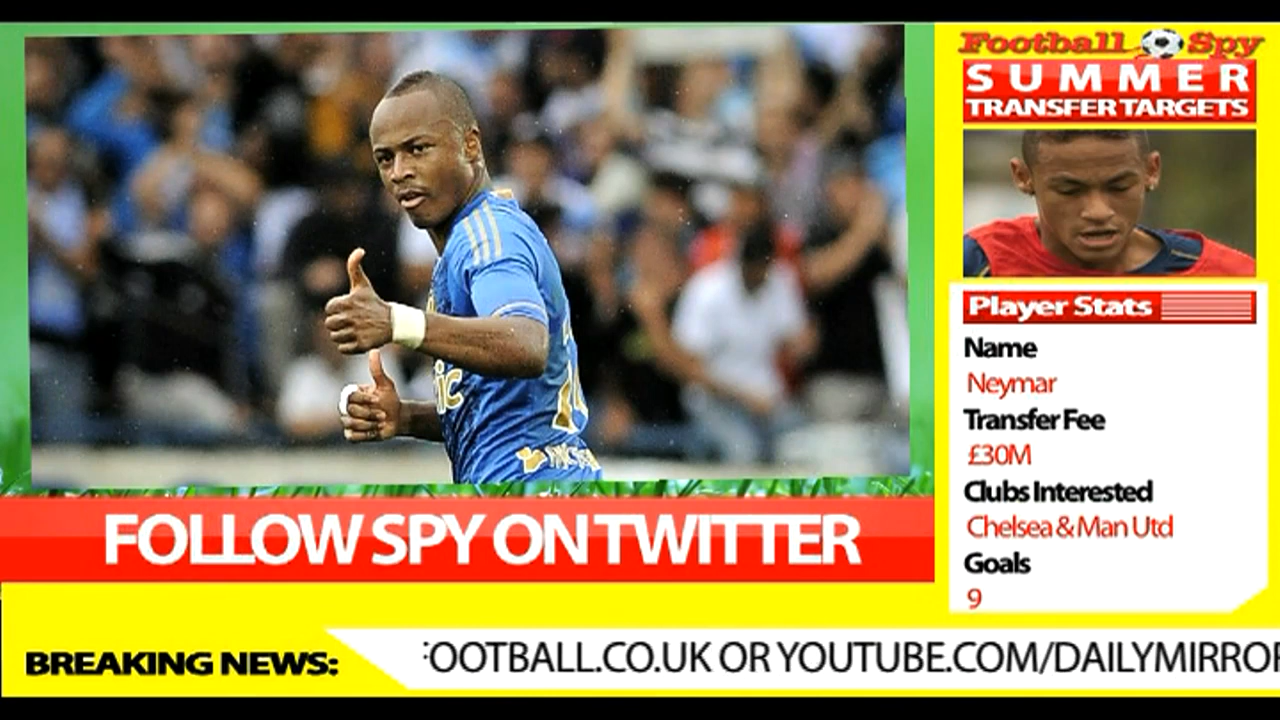 Football Spy
SUMMER
TRANSFER TARGETS
Player Stats
Name
Neymar
Transfer Fee
£30M
Clubs Interested
Chelsea & Man Utd
Goals
9
FOLLOW SPY ON TWITTER
BREAKING NEWS:
OOTBALL.CO.UK OR YOUTUBE.COM/DAILYMIRROR